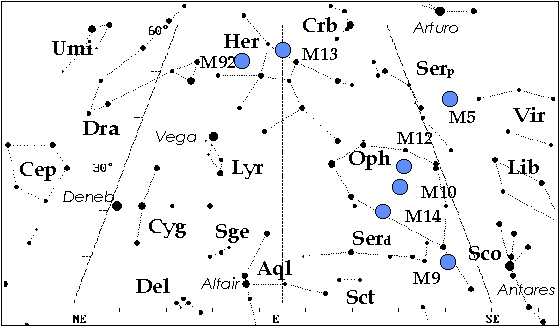 Crb
Arturo
60°
Her
Umi
M13
M92
Serp
M5
Vir
Dra
M12
Vega
Oph
Lib
Cep
30°
Lyr
M10
Deneb
M14
Cyg
Sge
Serd
Sco
Aql
M9
Del
Altair
Sct
Antares
NE
E
SE